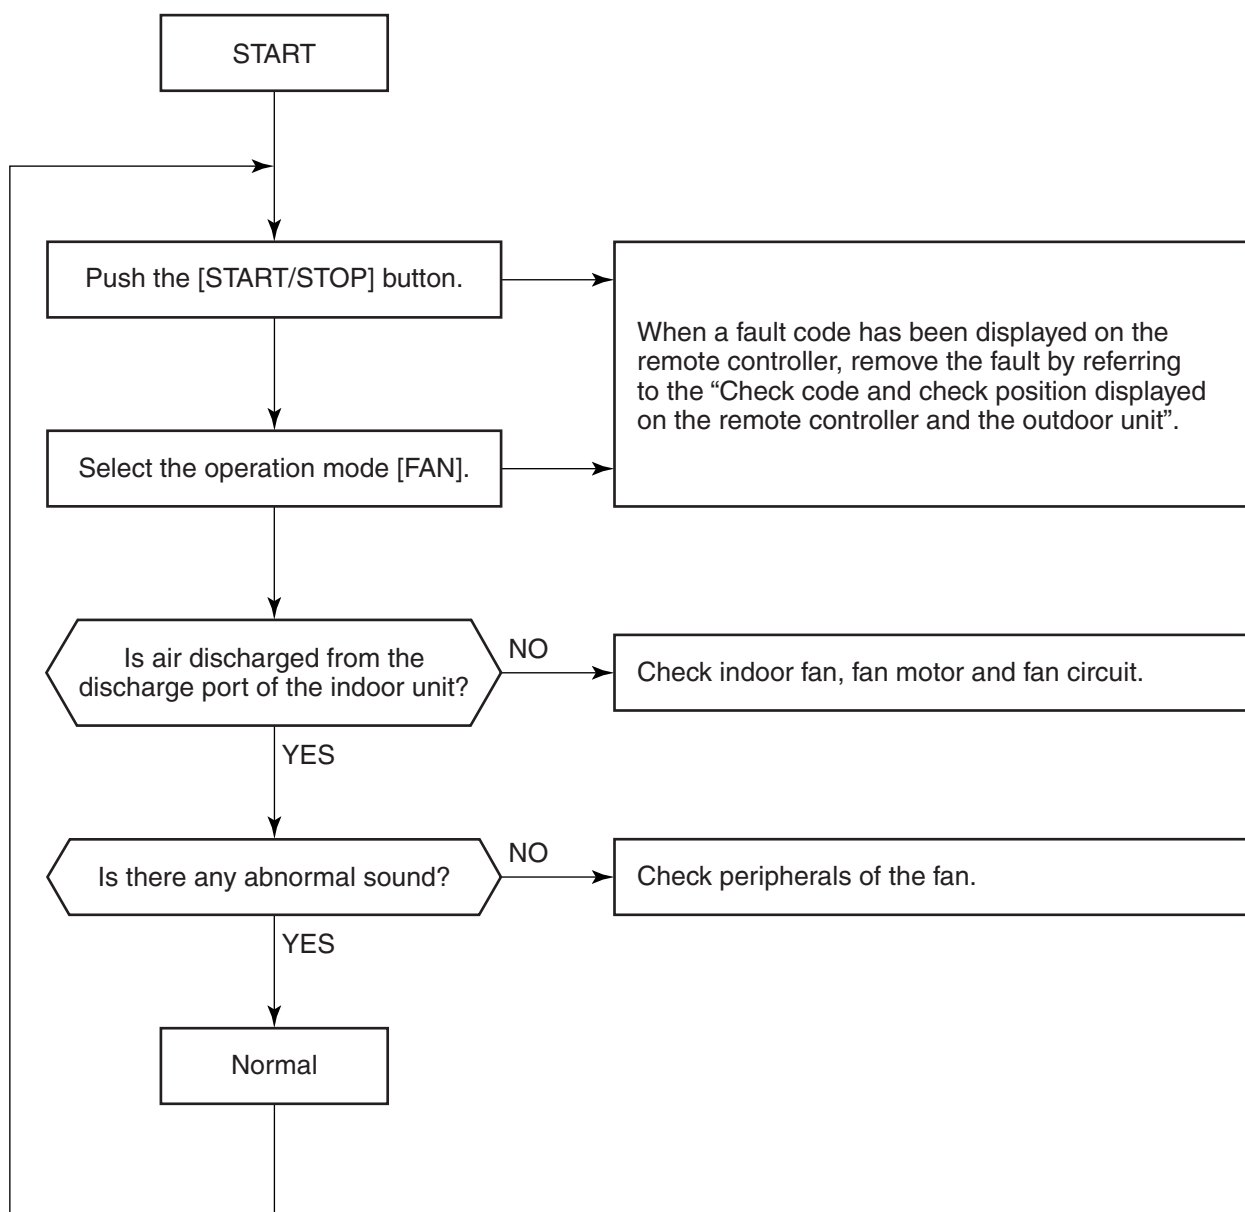 START
Push the [START/STOP] button.
When a fault code has been displayed on the
remote controller, remove the fault by referring
to the “Check code and check position displayed
on the remote controller and the outdoor unit”.
Select the operation mode [FAN].
Is air discharged from the
discharge port of the indoor unit?
NO
Check indoor fan, fan motor and fan circuit.
YES
Is there any abnormal sound?
NO
Check peripherals of the fan.
YES
Normal